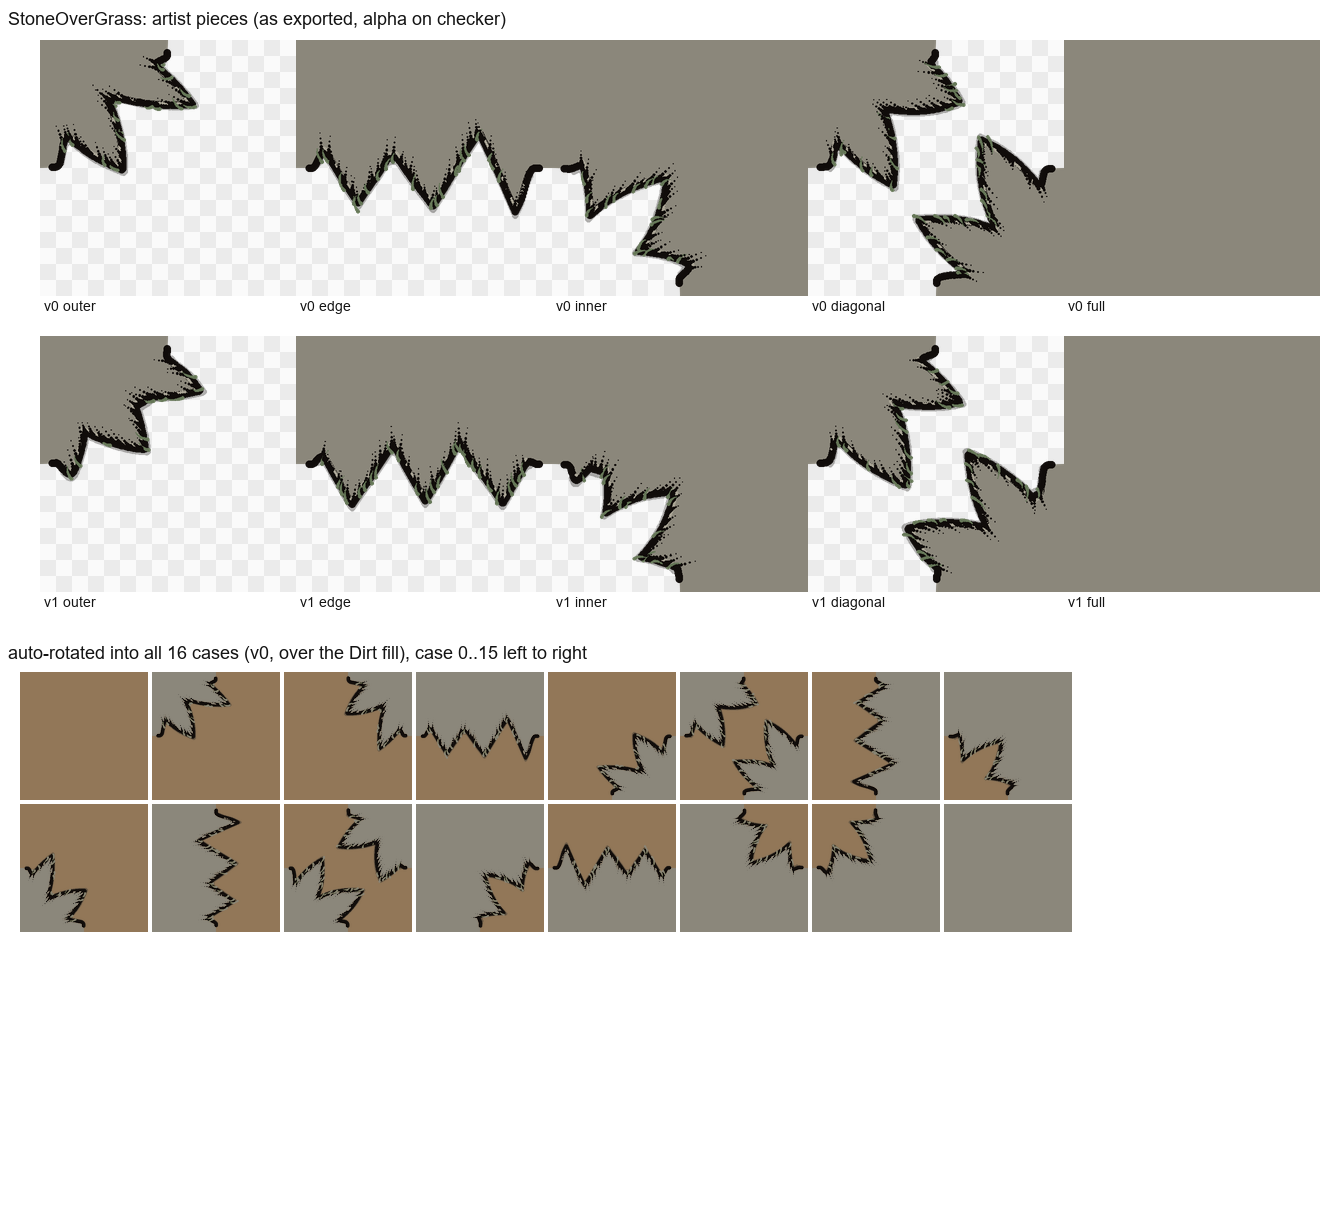 StoneOverGrass: artist pieces (as exported, alpha on checker)
v0 outer
v0 edge
v0 inner
v0 diagonal
v0 full
v1 outer
v1 edge
v1 inner
v1 diagonal
v1 full
auto-rotated into all 16 cases (v0, over the Dirt fill), case 0..15 left to right